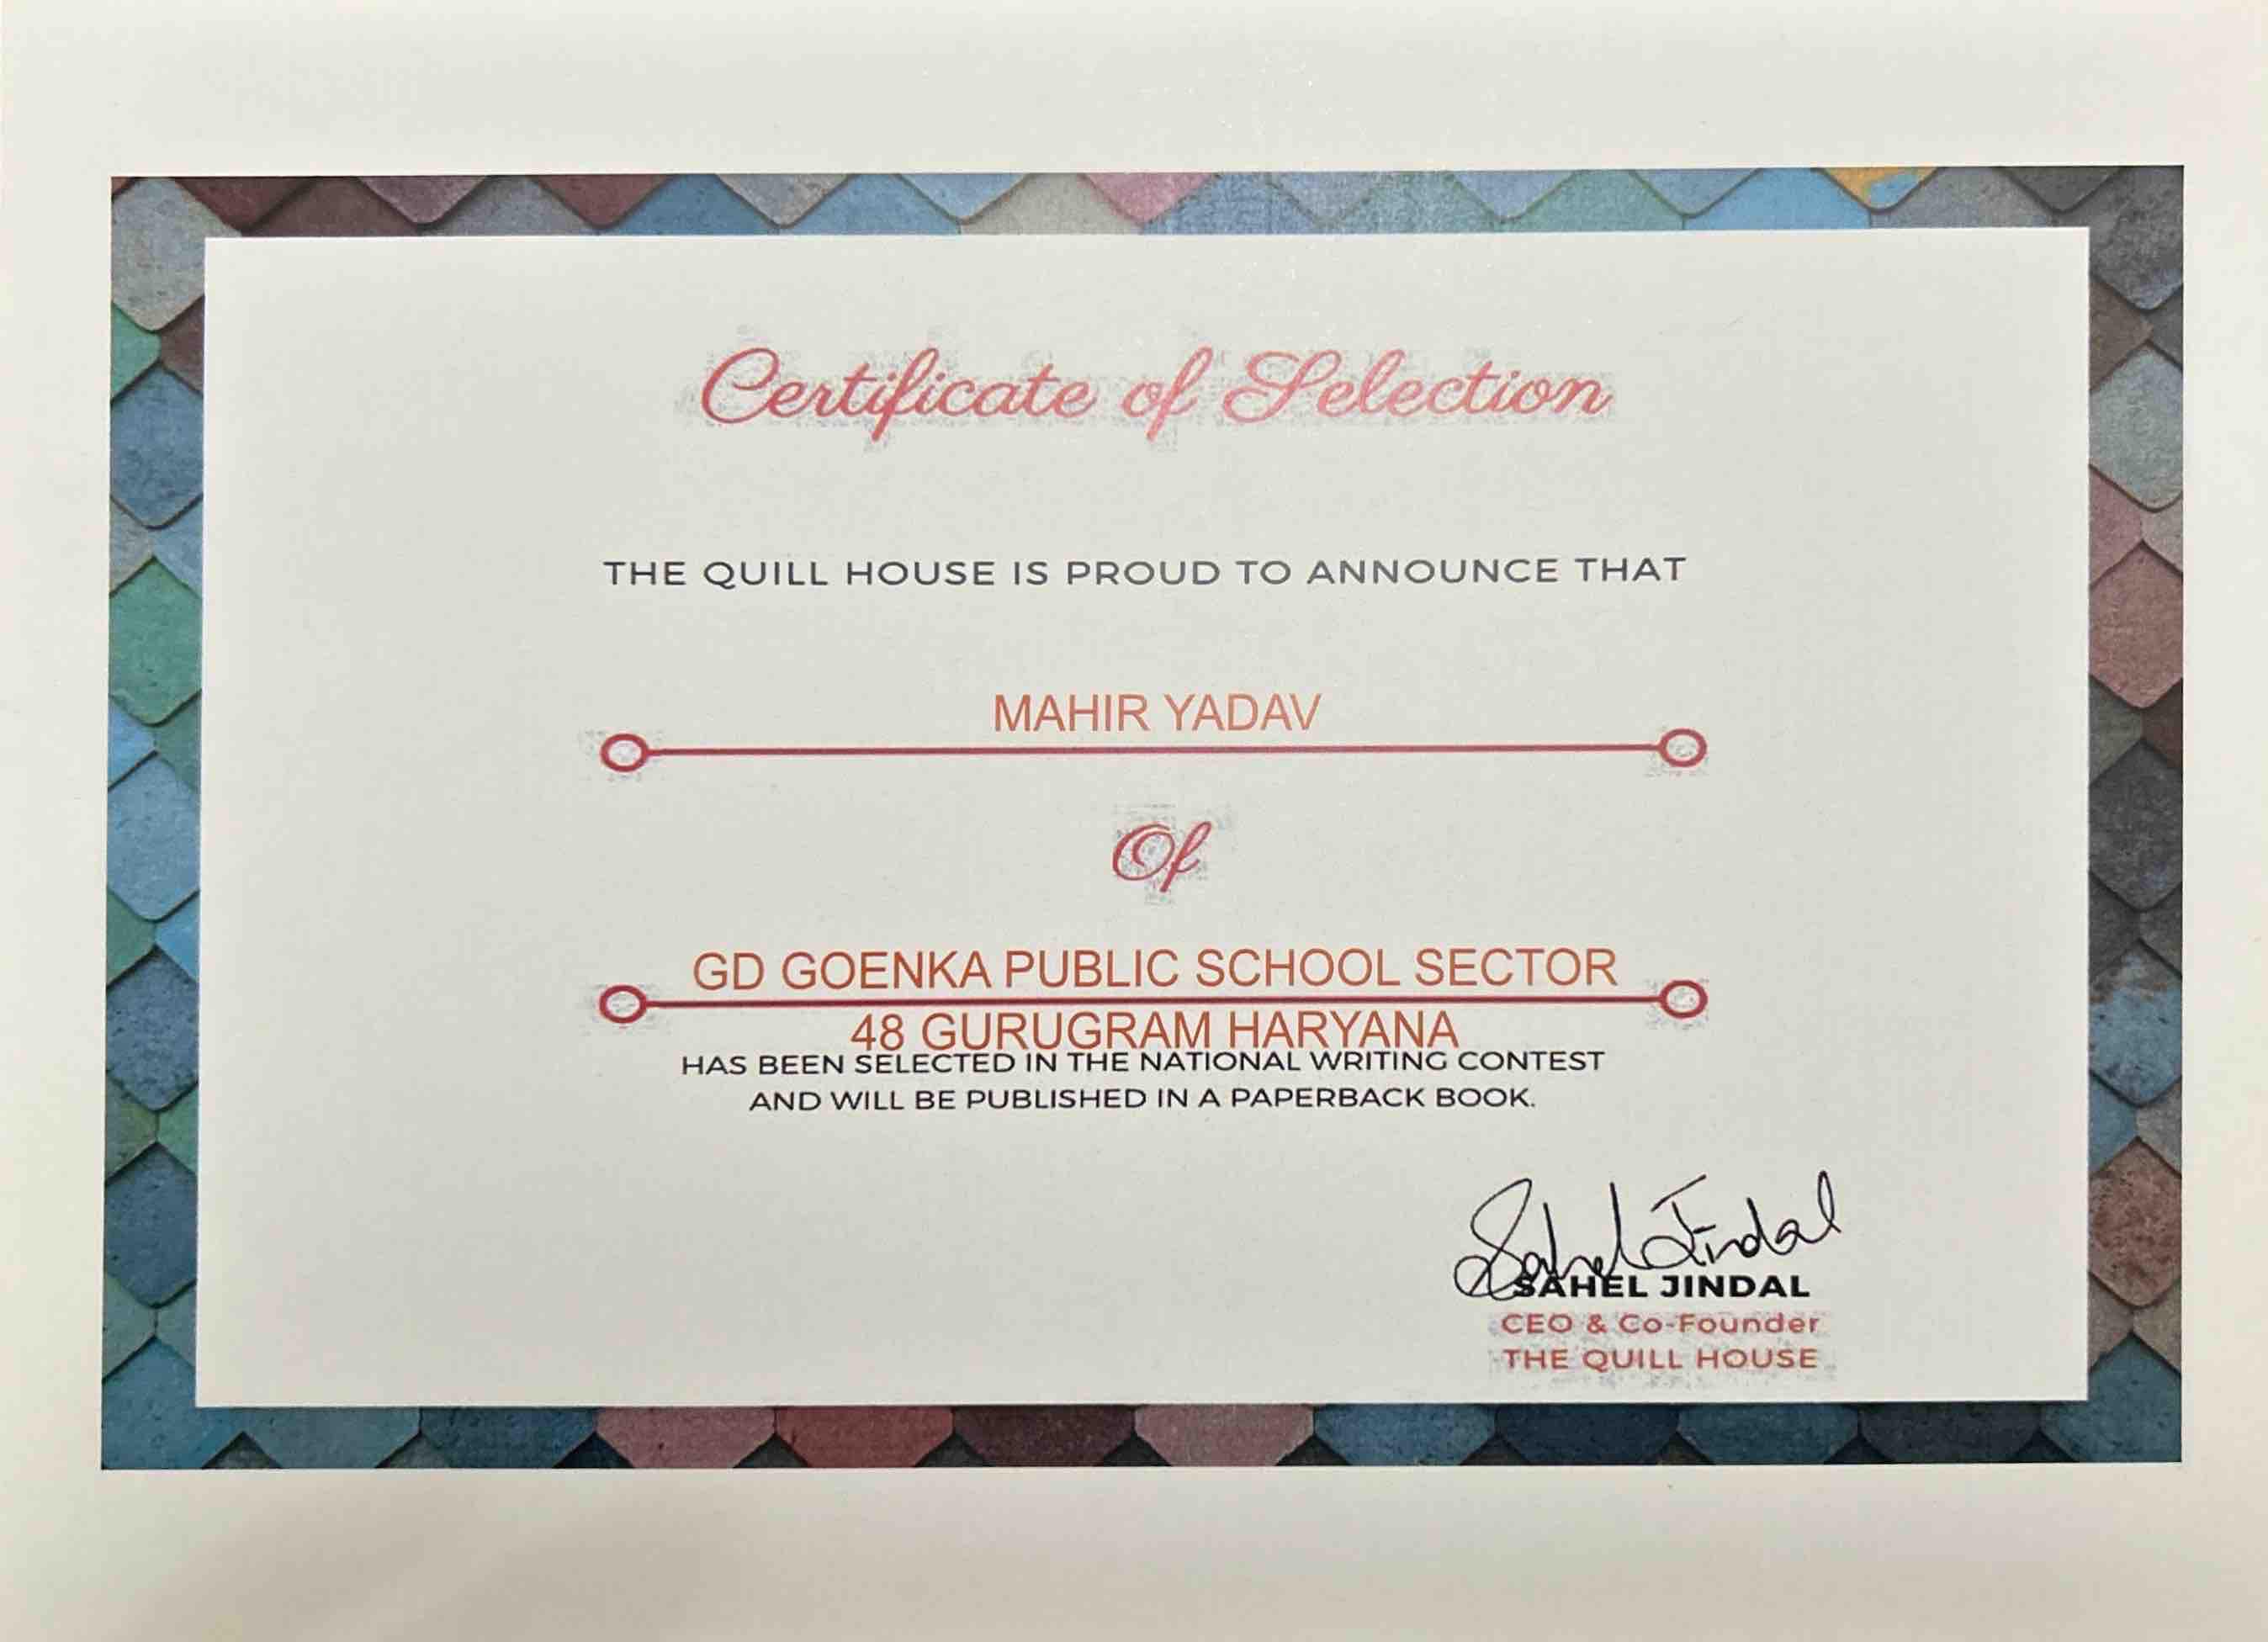 Certificate of Selection
THE QUILL HOUSE IS PROUD TO ANNOUNCE THAT
MAHIR YADAV
Of
GD GOENKA PUBLIC SCHOOL SECTOR
48 GURUGRAM HARYANA
HAS BEEN SELECTED IN THE NATIONAL WRITING CONTEST
AND WILL BE PUBLISHED IN A PAPERBACK BOOK.
Sahel Jindal
SAHEL JINDAL
CEO & Co-Founder
THE QUILL HOUSE